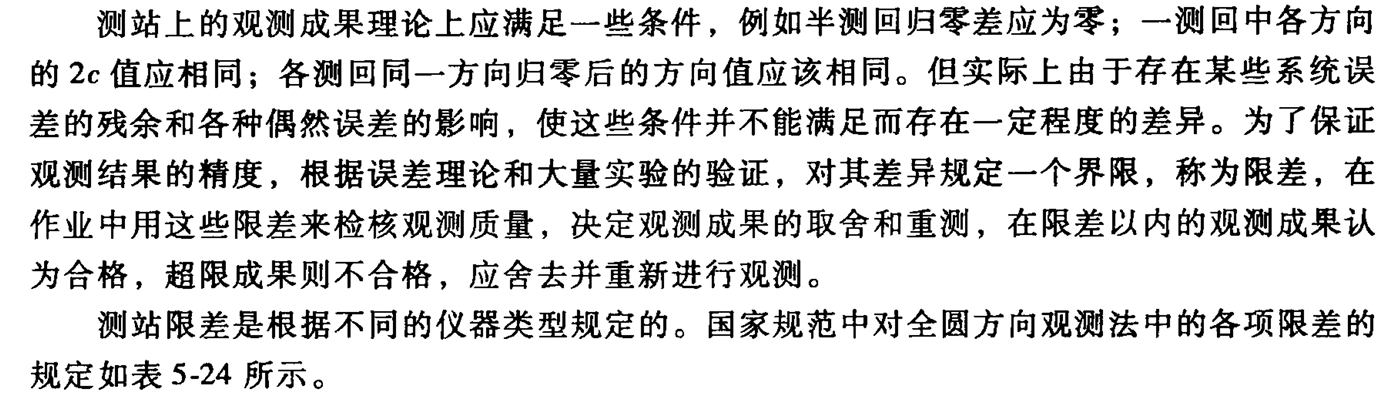 测站上的观测成果理论上应满足一些条件，例如半测回归零差应为零；一测回中各方向
的 2c 值应相同；各测回同一方向归零后的方向值应该相同。但实际上由于存在某些系统误
差的残余和各种偶然误差的影响，使这些条件并不能满足而存在一定程度的差异。为了保证
观测结果的精度，根据误差理论和大量实验的验证，对其差异规定一个界限，称为限差，在
作业中用这些限差来检核观测质量，决定观测成果的取舍和重测，在限差以内的观测成果认
为合格，超限成果则不合格，应舍去并重新进行观测。
测站限差是根据不同的仪器类型规定的。国家规范中对全圆方向观测法中的各项限差的
规定如表 5-24 所示。